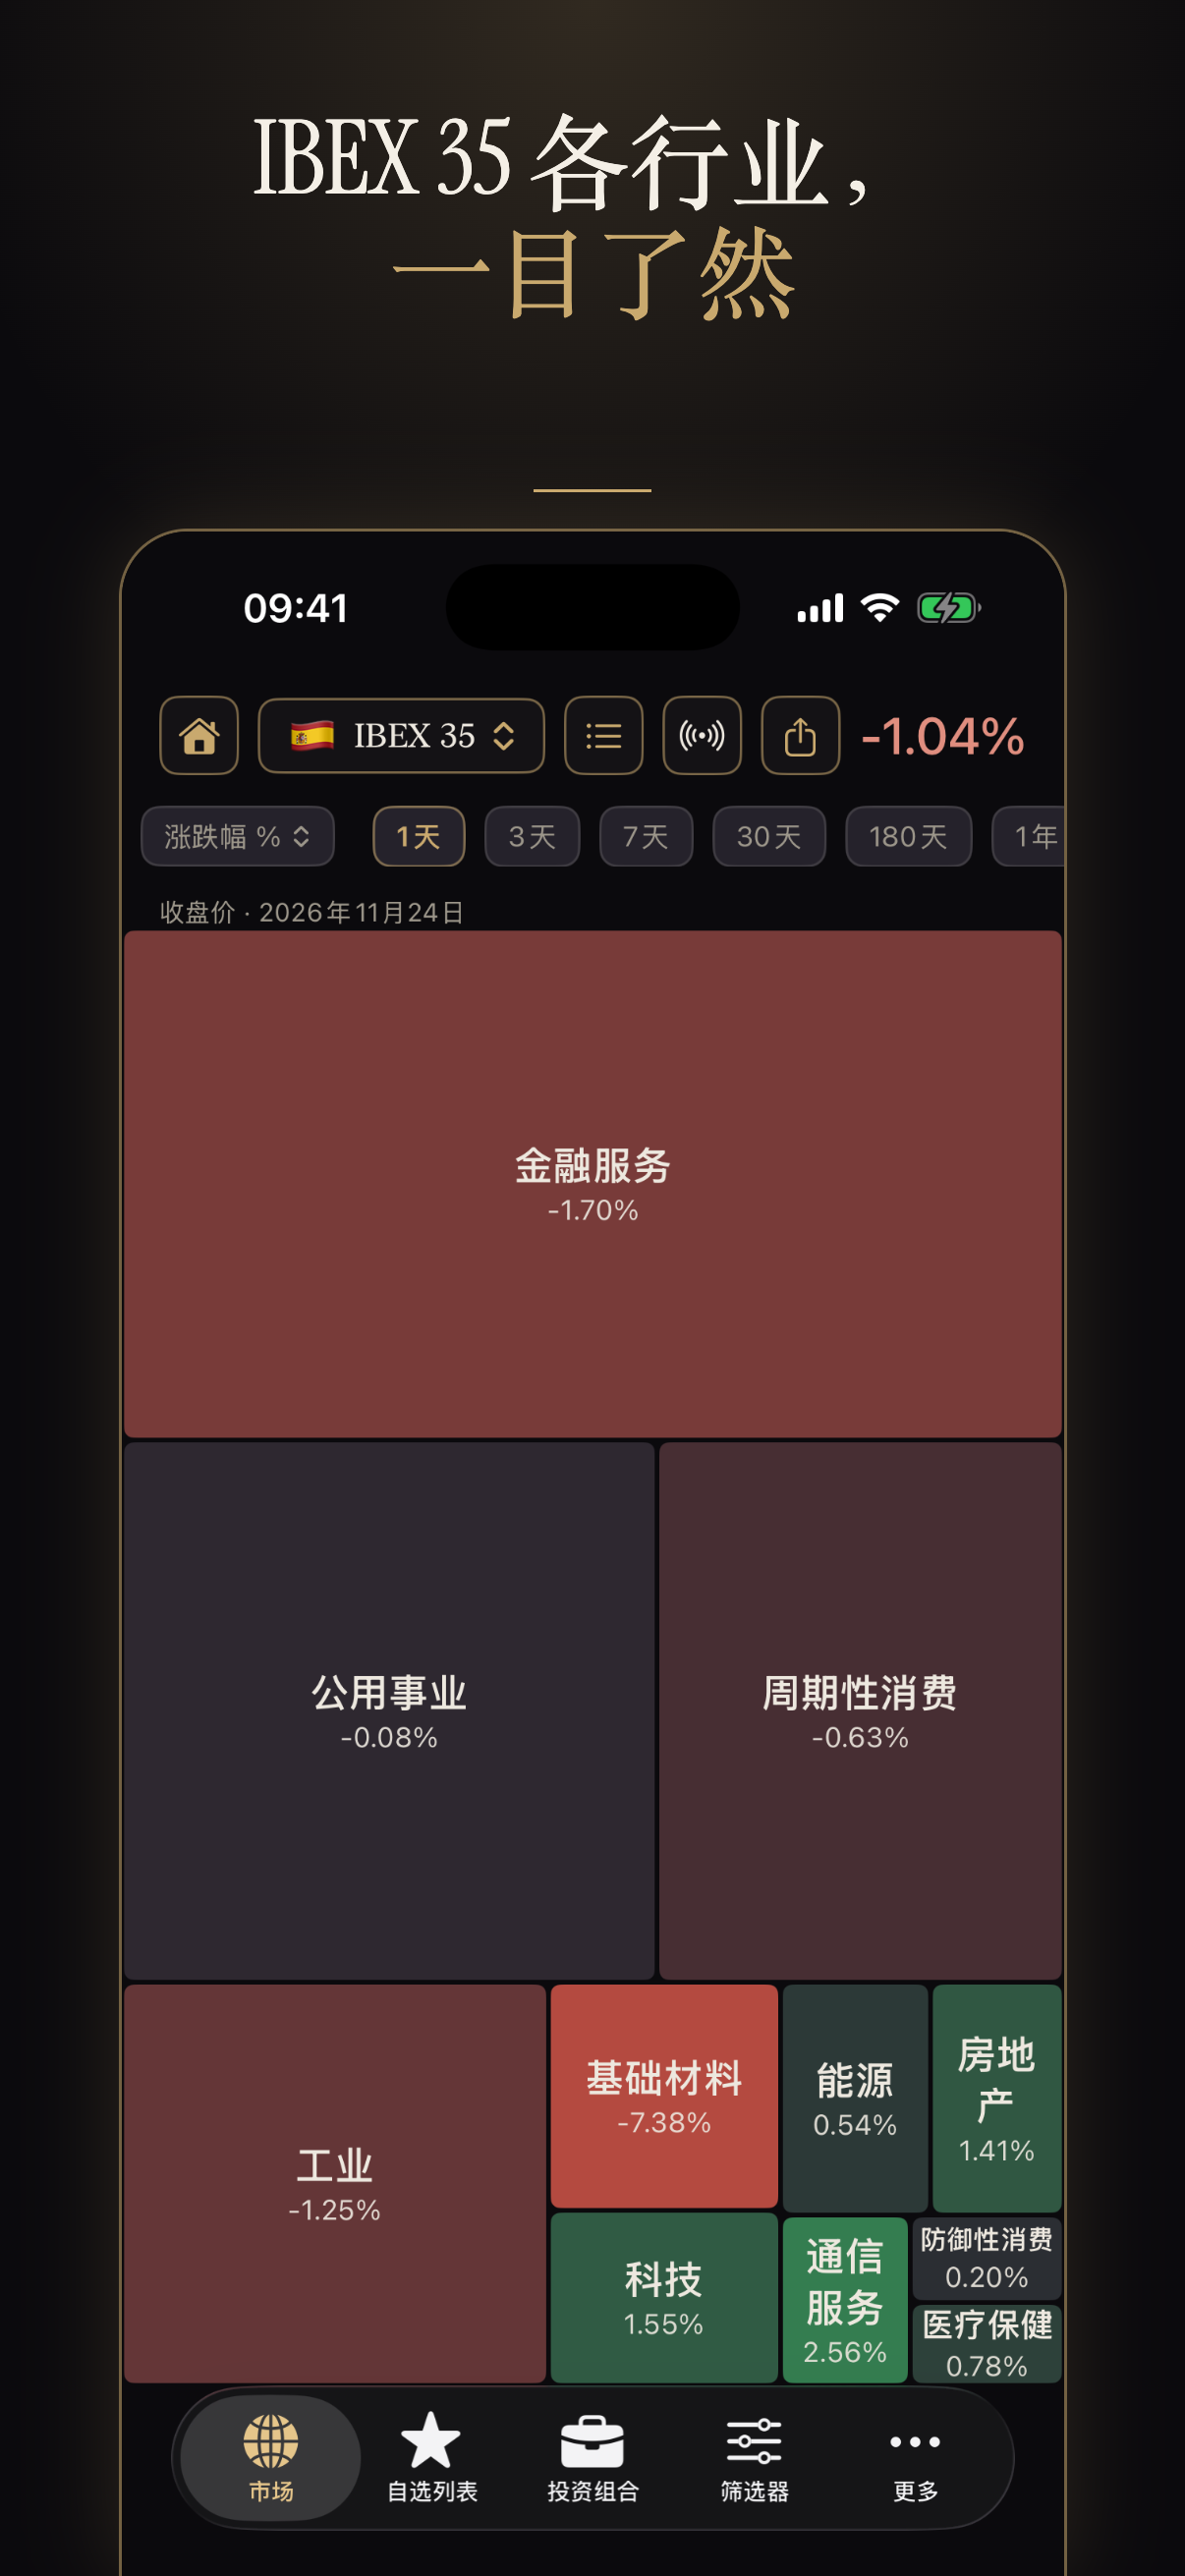 IBEX 35 各行业，
一目了然
09:41
IBEX 35
-1.04%
涨跌幅 %
1天
3天
7天
30天
180天
1年
收盘价 · 2026年11月24日
金融服务
-1.70%
公用事业
-0.08%
周期性消费
-0.63%
工业
-1.25%
基础材料
-7.38%
能源
0.54%
房地
产
1.41%
科技
1.55%
通信
服务
2.56%
防御性消费
0.20%
医疗保健
0.78%
市场
自选列表
投资组合
筛选器
更多